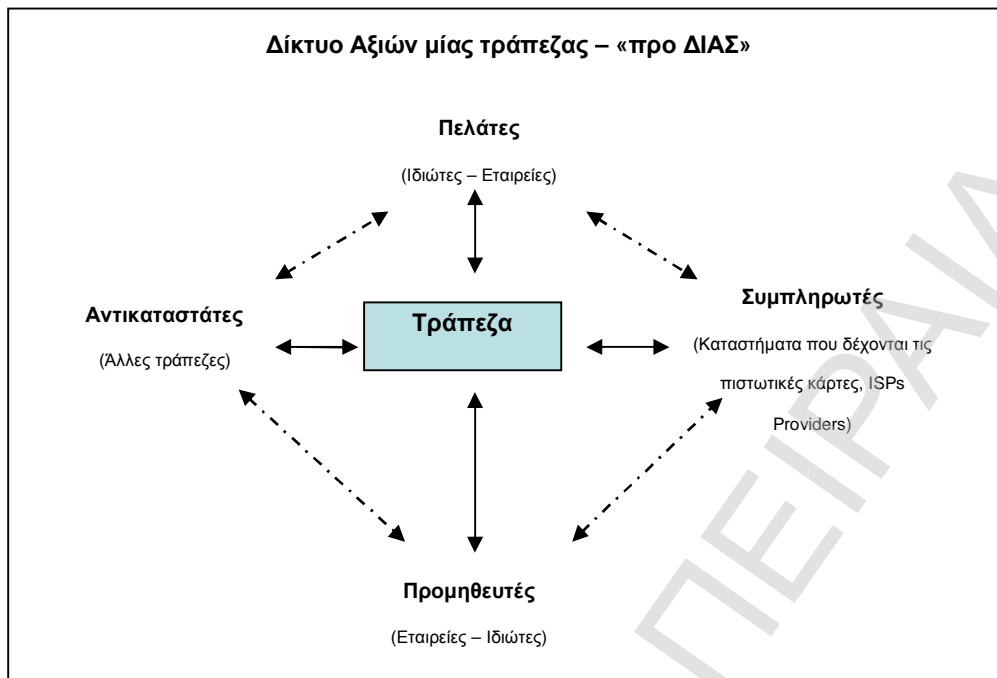 Δίκτυο Αξιών μίας τράπεζας – «προ ΔΙΑΣ»
Πελάτες
(Ιδιώτες – Εταιρείες)
Αντικαταστάτες
(Άλλες τράπεζες)
Τράπεζα
Συμπληρωτές
(Καταστήματα που δέχονται τις
πιστωτικές κάρτες, ISPs
Providers)
Προμηθευτές
(Εταιρείες – Ιδιώτες)
ΠΕΙΡΑΙΑ